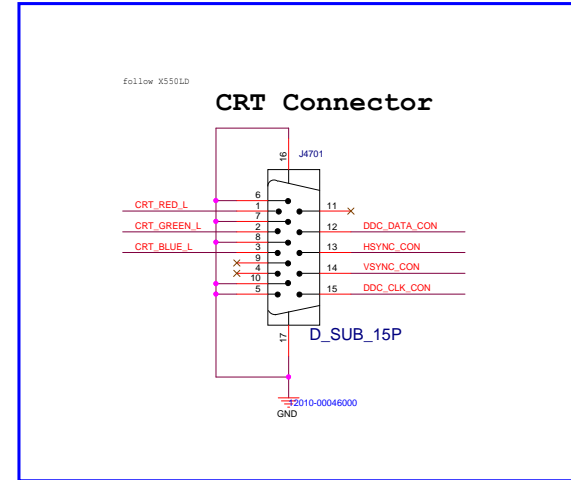 follow X550LD
CRT Connector
16
J4701
6
CRT_RED_L
1
11
7
CRT_GREEN_L
2
12
DDC_DATA_CON
8
CRT_BLUE_L
3
13
HSYNC_CON
9
4
14
VSYNC_CON
10
5
15
DDC_CLK_CON
17
D_SUB_15P
12010-00046000
GND